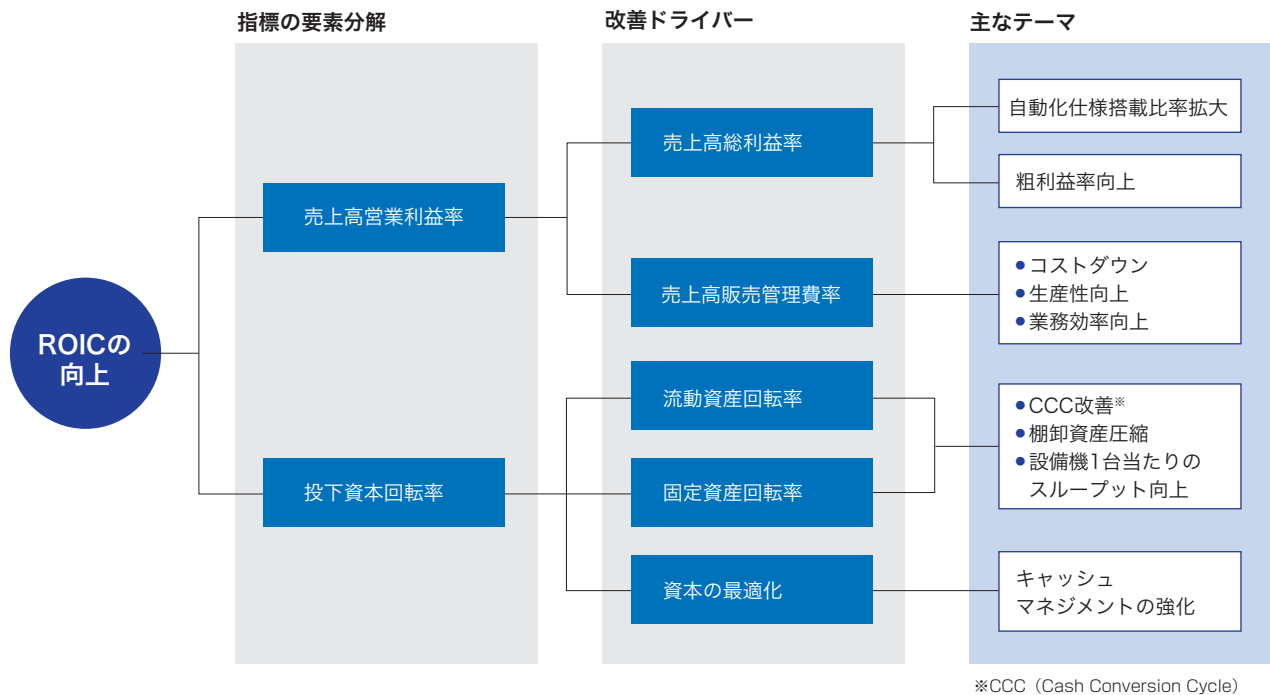 指標の要素分解
改善ドライバー
主なテーマ
ROICの
向上
売上高営業利益率
投下資本回転率
売上高総利益率
売上高販売管理費率
流動資産回転率
固定資産回転率
資本の最適化
自動化仕様搭載比率拡大
粗利益率向上
●コストダウン
●生産性向上
●業務効率向上
●CCC改善※
●棚卸資産圧縮
●設備機1台当たりの
スループット向上
キャッシュ
マネジメントの強化
※CCC（Cash Conversion Cycle）